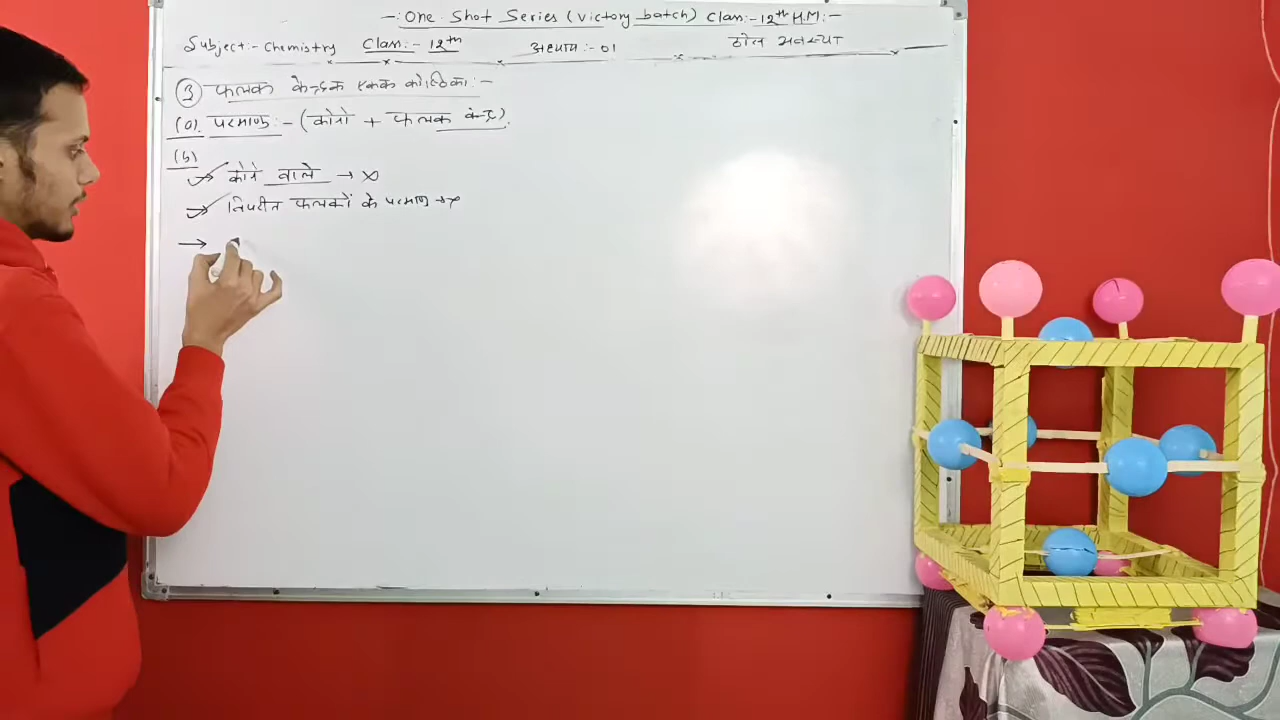 -: One Shot Series (victory batch) Class:- 12th H.M:-
Subject:- Chemistry Class:- 12th अध्याय:- 01 ठोस अवस्था
③ फलक केन्द्रक एकक कोष्ठिका:-
(a). परमाणु:- (कोनो + फलक केन्द्र).
(b)
→ कोने वाले → X
→ विपरीत फलकों के परमाणु → X
→